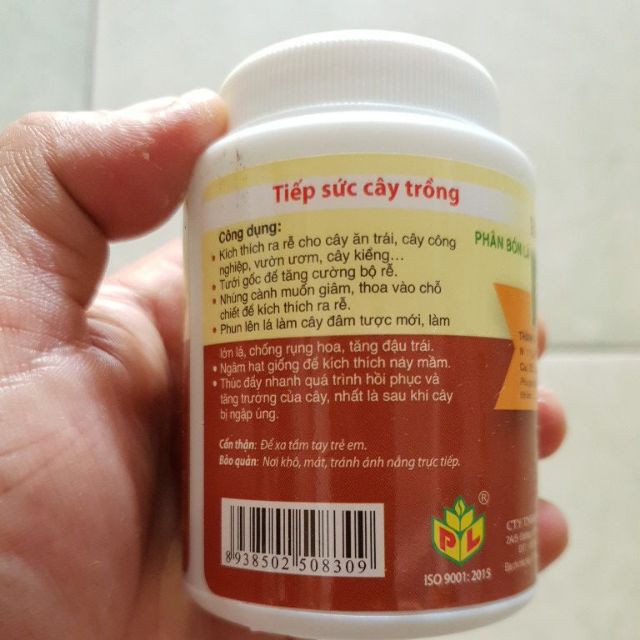 Tiếp sức cây trồng
Công dụng:
• Kích thích ra rễ cho cây ăn trái, cây công
nghiệp, vườn ươm, cây kiểng...
• Tưới gốc để tăng cường bộ rễ.
• Nhúng cành muốn giâm, thoa vào chỗ
chiết để kích thích ra rễ.
• Phun lên lá làm cây đâm tược mới, làm
lớn lá, chống rụng hoa, tăng đậu trái.
• Ngâm hạt giống để kích thích nảy mầm.
• Thúc đẩy nhanh quá trình hồi phục và
tăng trưởng của cây, nhất là sau khi cây
bị ngập úng.
Cẩn thận: Để xa tầm tay trẻ em.
Bảo quản: Nơi khô, mát, tránh ánh nắng trực tiếp.
8938502508309
PL ®
ISO 9001: 2015
PHÂN BÓN LÁ
CTY